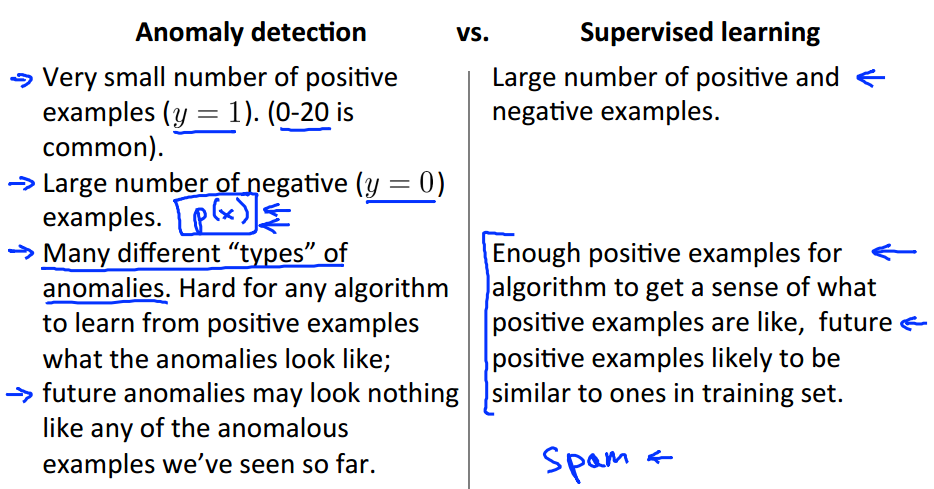 Anomaly detection vs. Supervised learning
Very small number of positive
examples (y = 1). (0-20 is
common).
Large number of negative (y = 0)
examples. p(x)
Many different “types” of
anomalies. Hard for any algorithm
to learn from positive examples
what the anomalies look like;
future anomalies may look nothing
like any of the anomalous
examples we’ve seen so far.
Large number of positive and
negative examples.
Enough positive examples for
algorithm to get a sense of what
positive examples are like, future
positive examples likely to be
similar to ones in training set.
Spam